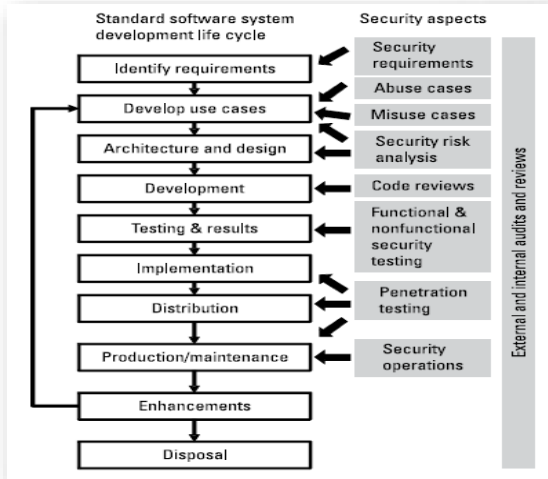 Standard software system
development life cycle
Identify requirements
Develop use cases
Architecture and design
Development
Testing & results
Implementation
Distribution
Production/maintenance
Enhancements
Disposal
Security aspects
Security
requirements
Abuse cases
Misuse cases
Security risk
analysis
Code reviews
Functional &
nonfunctional
security
testing
Penetration
testing
Security
operations
External and internal audits and reviews